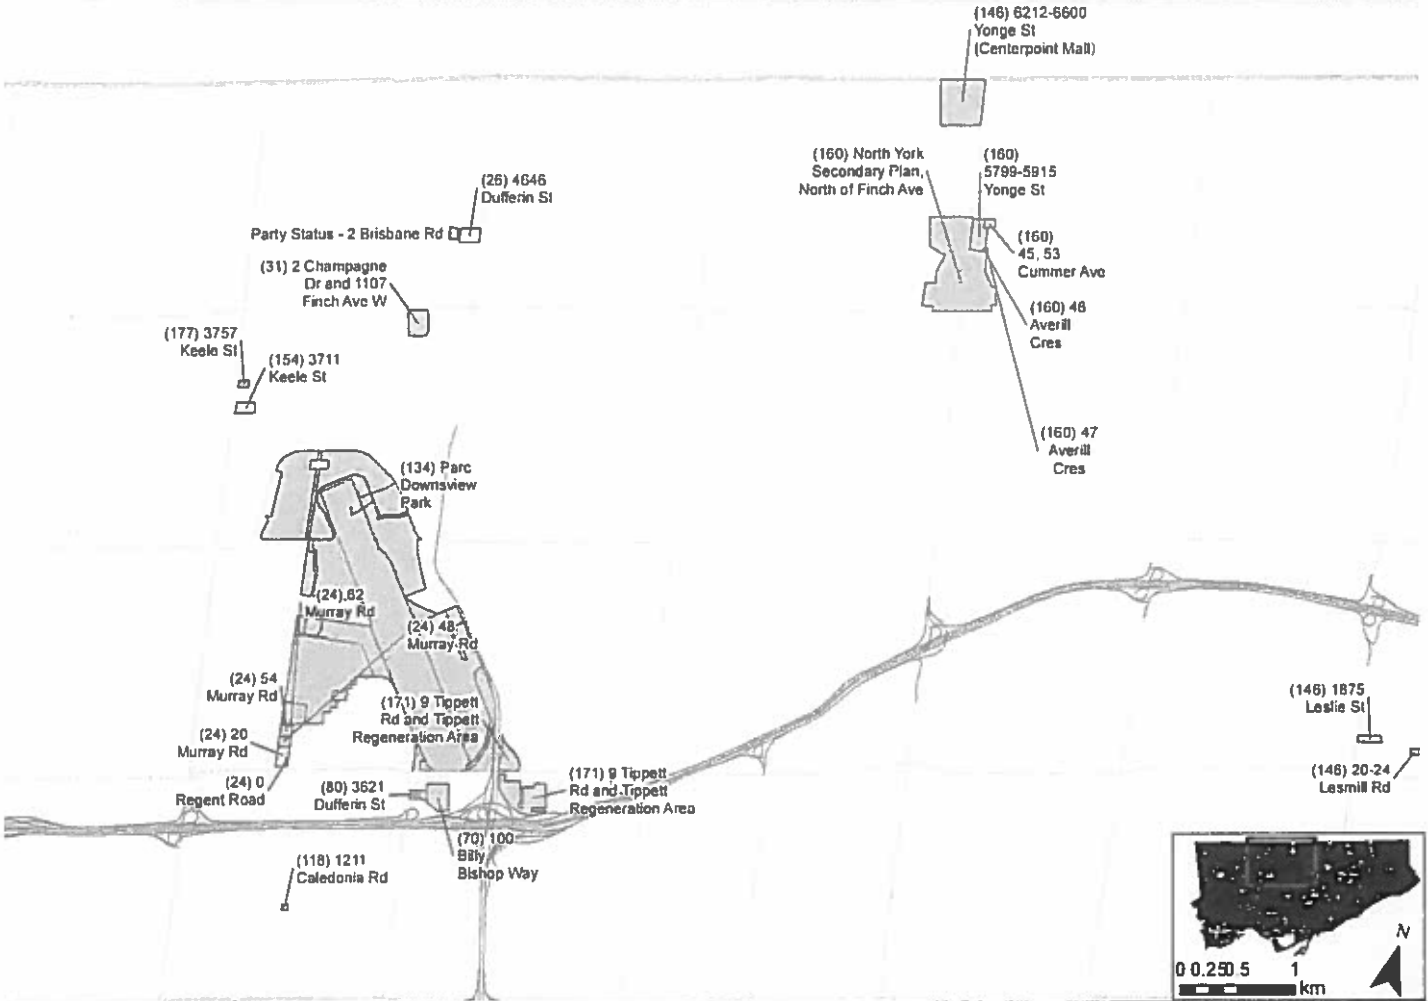 (146) 6212-6600
Yonge St
(Centerpoint Mall)
(160) North York
Secondary Plan,
North of Finch Ave
(160)
5799-5915
Yonge St
(26) 4646
Dufferin St
Party Status - 2 Brisbane Rd
(160)
45, 53
Cummer Ave
(31) 2 Champagne
Dr and 1107
Finch Ave W
(160) 46
Averill
Cres
(177) 3757
Keele St
(154) 3711
Keele St
(160) 47
Averill
Cres
(134) Parc
Downsview
Park
(24) 62
Murray Rd
(24) 48
Murray Rd
(24) 54
Murray Rd
(171) 9 Tippett
Rd and Tippett
Regeneration Area
(146) 1875
Leslie St
(24) 20
Murray Rd
(24) 0
Regent Road
(80) 3621
Dufferin St
(171) 9 Tippett
Rd and Tippett
Regeneration Area
(146) 20-24
Lesmill Rd
(70) 100
Billy
Bishop Way
(118) 1211
Caledonia Rd
N
0 0.25 0.5 1
km